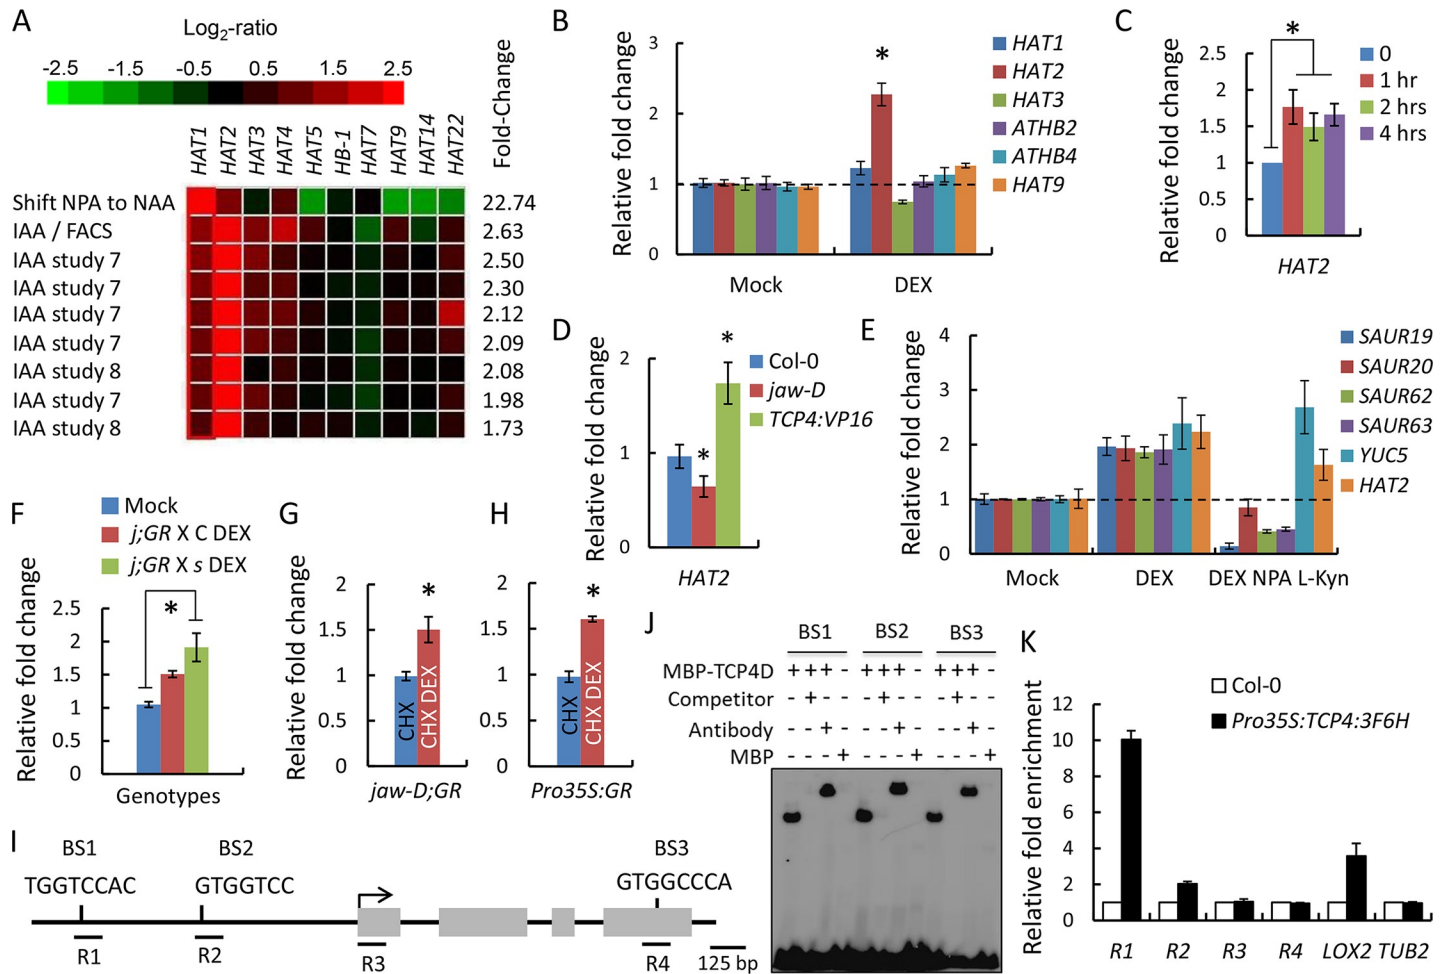 A
Log2-ratio
-2.5 -1.5 -0.5 0.5 1.5 2.5
HAT1 HAT2 HAT3 HAT4 HAT5 HB-1 HAT7 HAT9 HAT14 HAT22 Fold-Change
Shift NPA to NAA 22.74
IAA / FACS 2.63
IAA study 7 2.50
IAA study 7 2.30
IAA study 7 2.12
IAA study 7 2.09
IAA study 8 2.08
IAA study 7 1.98
IAA study 8 1.73
B
Relative fold change
3
2
1
0
Mock DEX
*
HAT1
HAT2
HAT3
ATHB2
ATHB4
HAT9
C
Relative fold change
2.5
2
1.5
1
0.5
0
*
HAT2
0
1 hr
2 hrs
4 hrs
D
Relative fold change
2
1
0
* *
HAT2
Col-0
jaw-D
TCP4:VP16
E
Relative fold change
4
3
2
1
0
Mock DEX DEX NPA L-Kyn
SAUR19
SAUR20
SAUR62
SAUR63
YUC5
HAT2
F
Mock
j;GR X C DEX
j;GR X s DEX
Relative fold change
2.5
2
1.5
1
0.5
0
*
Genotypes
G
Relative fold change
2
1.5
1
0.5
0
*
CHX CHX DEX
jaw-D;GR
H
2
1.5
1
0.5
0
*
CHX CHX DEX
Pro35S:GR
I
BS1 BS2 BS3
TGGTCCAC GTGGTCC GTGGCCCA
R1 R2 R3 R4 125 bp
J
BS1 BS2 BS3
MBP-TCP4D + + + - + + + - + + + -
Competitor - + - - - + - - - + - -
Antibody - - + - - - + - - - + -
MBP - - - + - - - + - - - +
K
Relative fold enrichment
12
10
8
6
4
2
0
Col-0
Pro35S:TCP4:3F6H
R1 R2 R3 R4 LOX2 TUB2